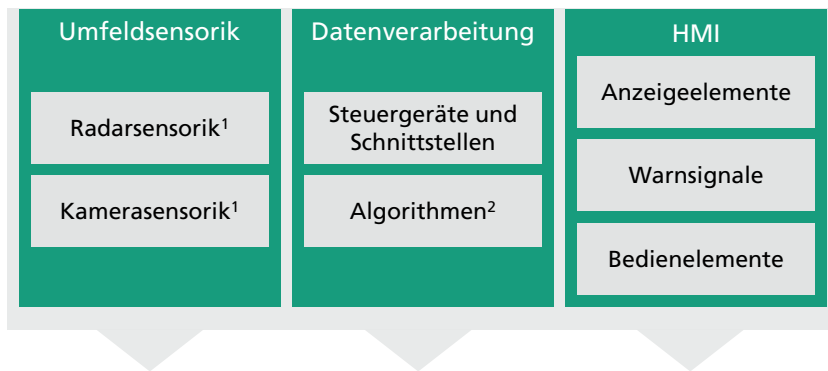 Umfeldsensorik
Radarsensorik¹
Kamerasensorik¹
Datenverarbeitung
Steuergeräte und
Schnittstellen
Algorithmen²
HMI
Anzeigeelemente
Warnsignale
Bedienelemente